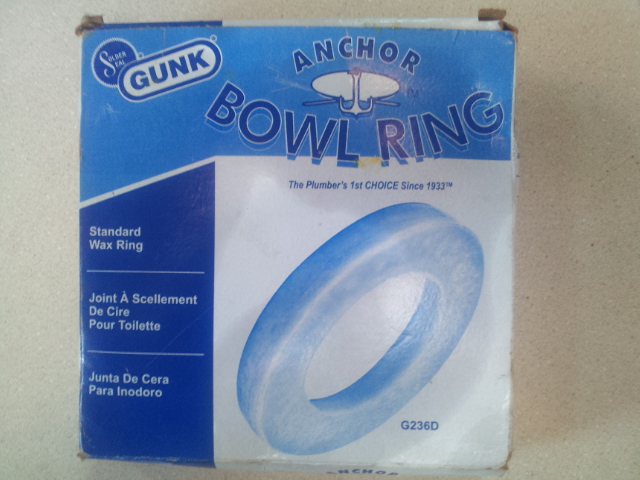 SOLDER SEAL
GUNK
ANCHOR
BOWL RING
The Plumber's 1st CHOICE Since 1933™
Standard
Wax Ring
Joint À Scellement
De Cire
Pour Toilette
Junta De Cera
Para Inodoro
G236D
ANCHOR